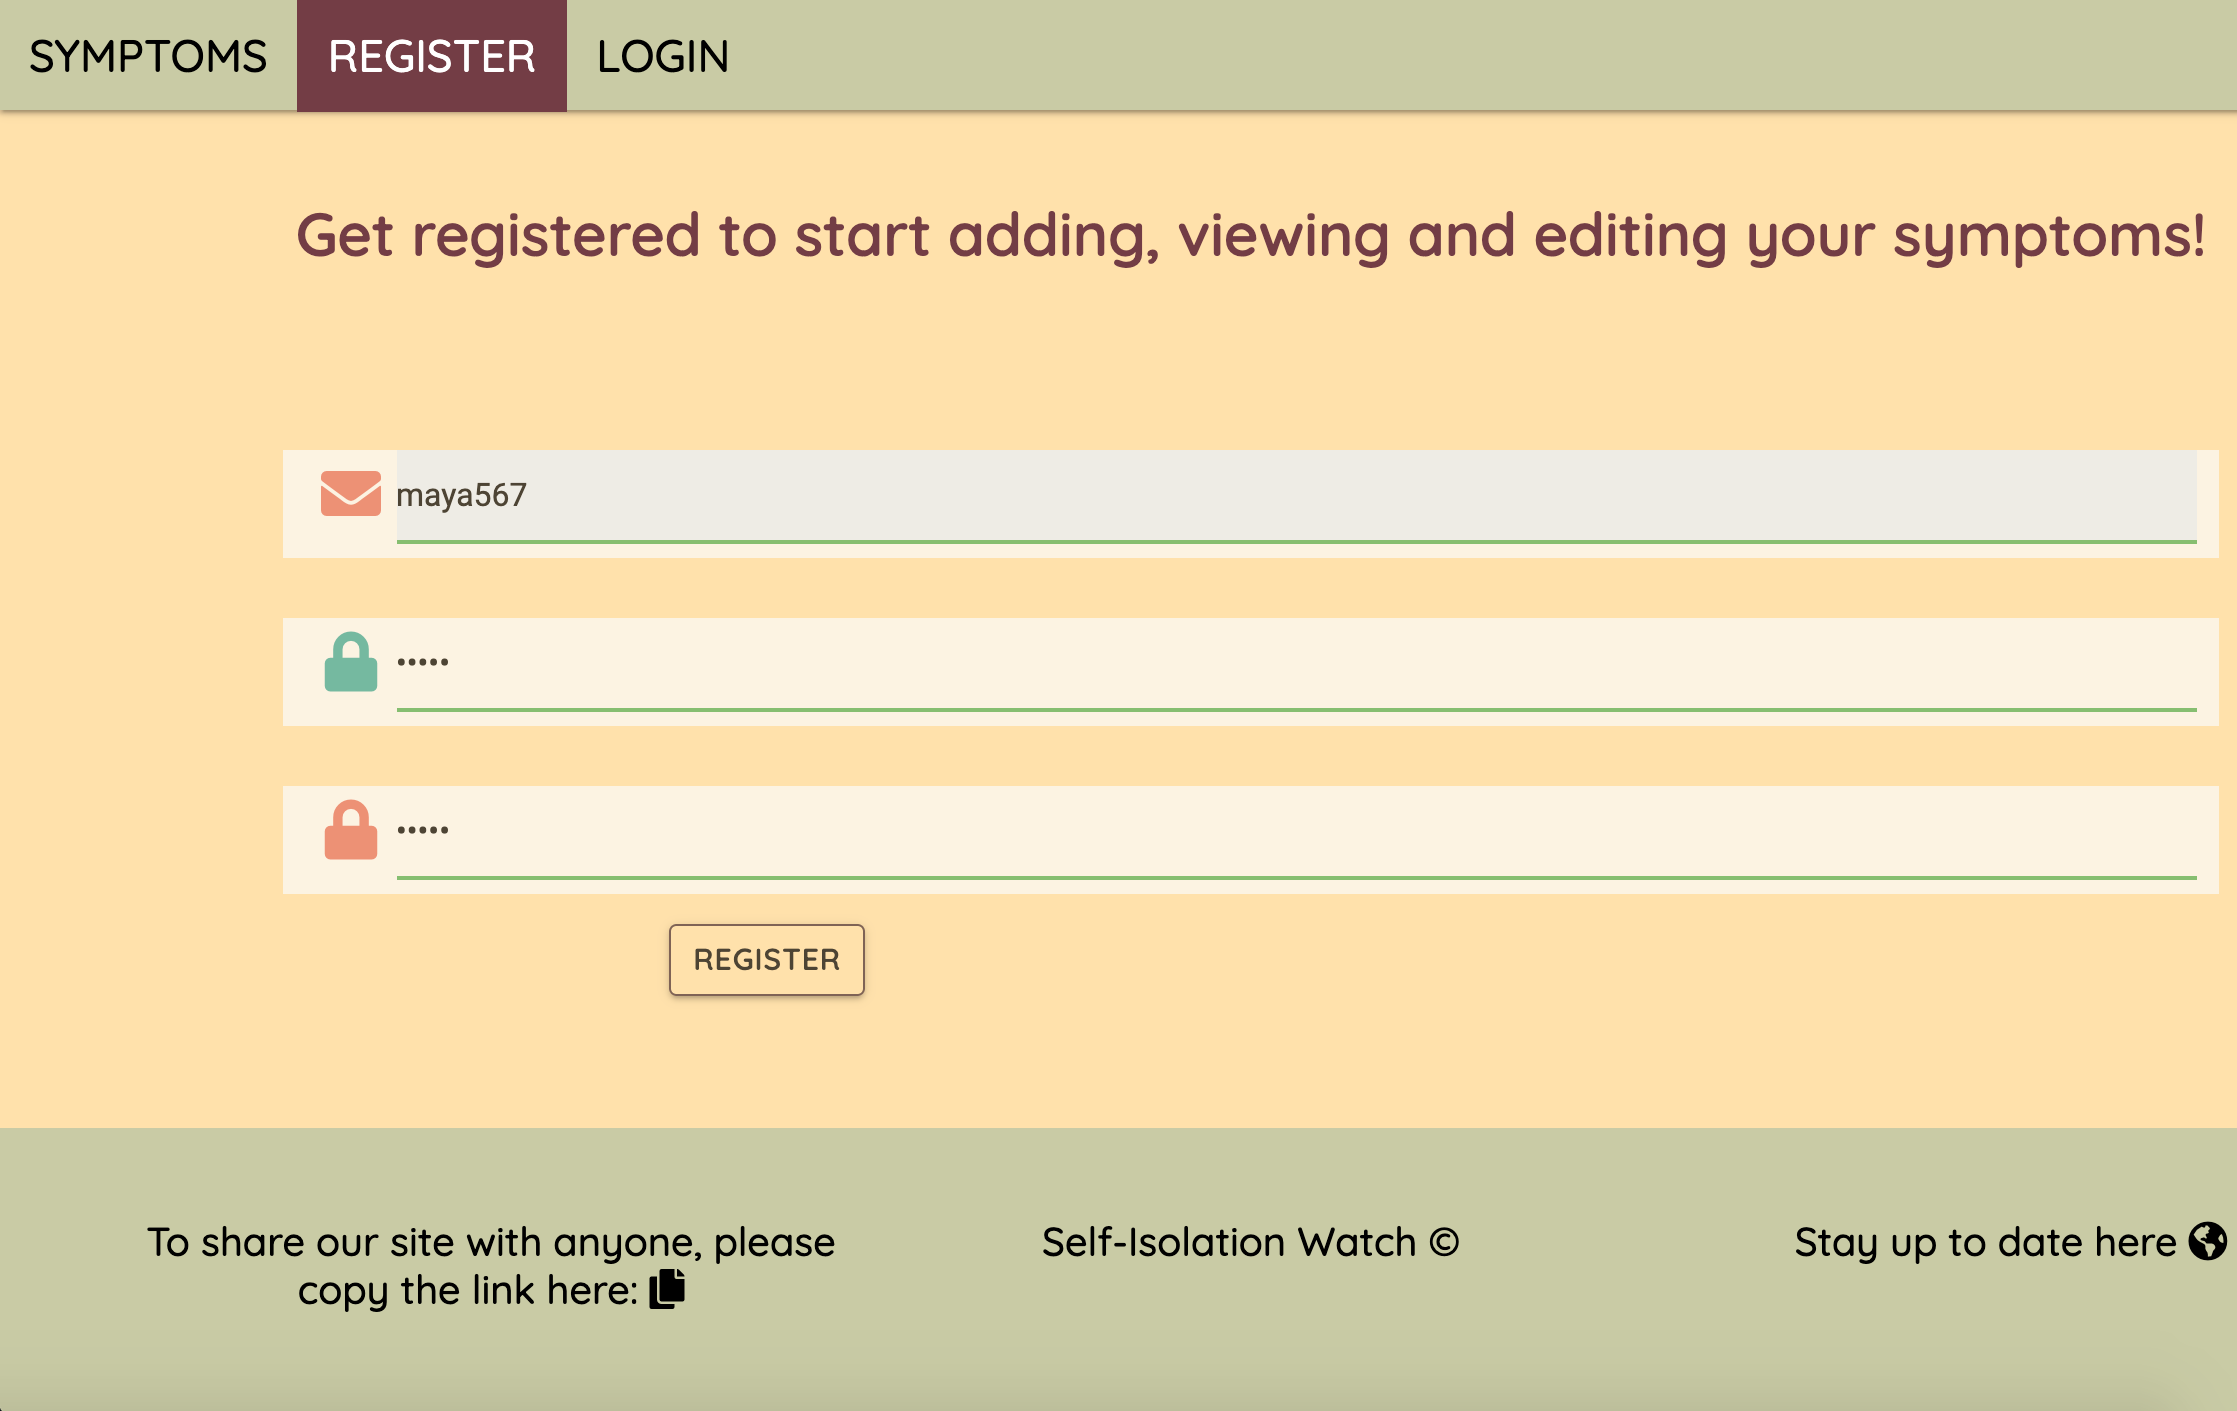 SYMPTOMS REGISTER LOGIN
Get registered to start adding, viewing and editing your symptoms!
maya567
•••••
•••••
REGISTER
To share our site with anyone, please
copy the link here:
Self-Isolation Watch ©
Stay up to date here